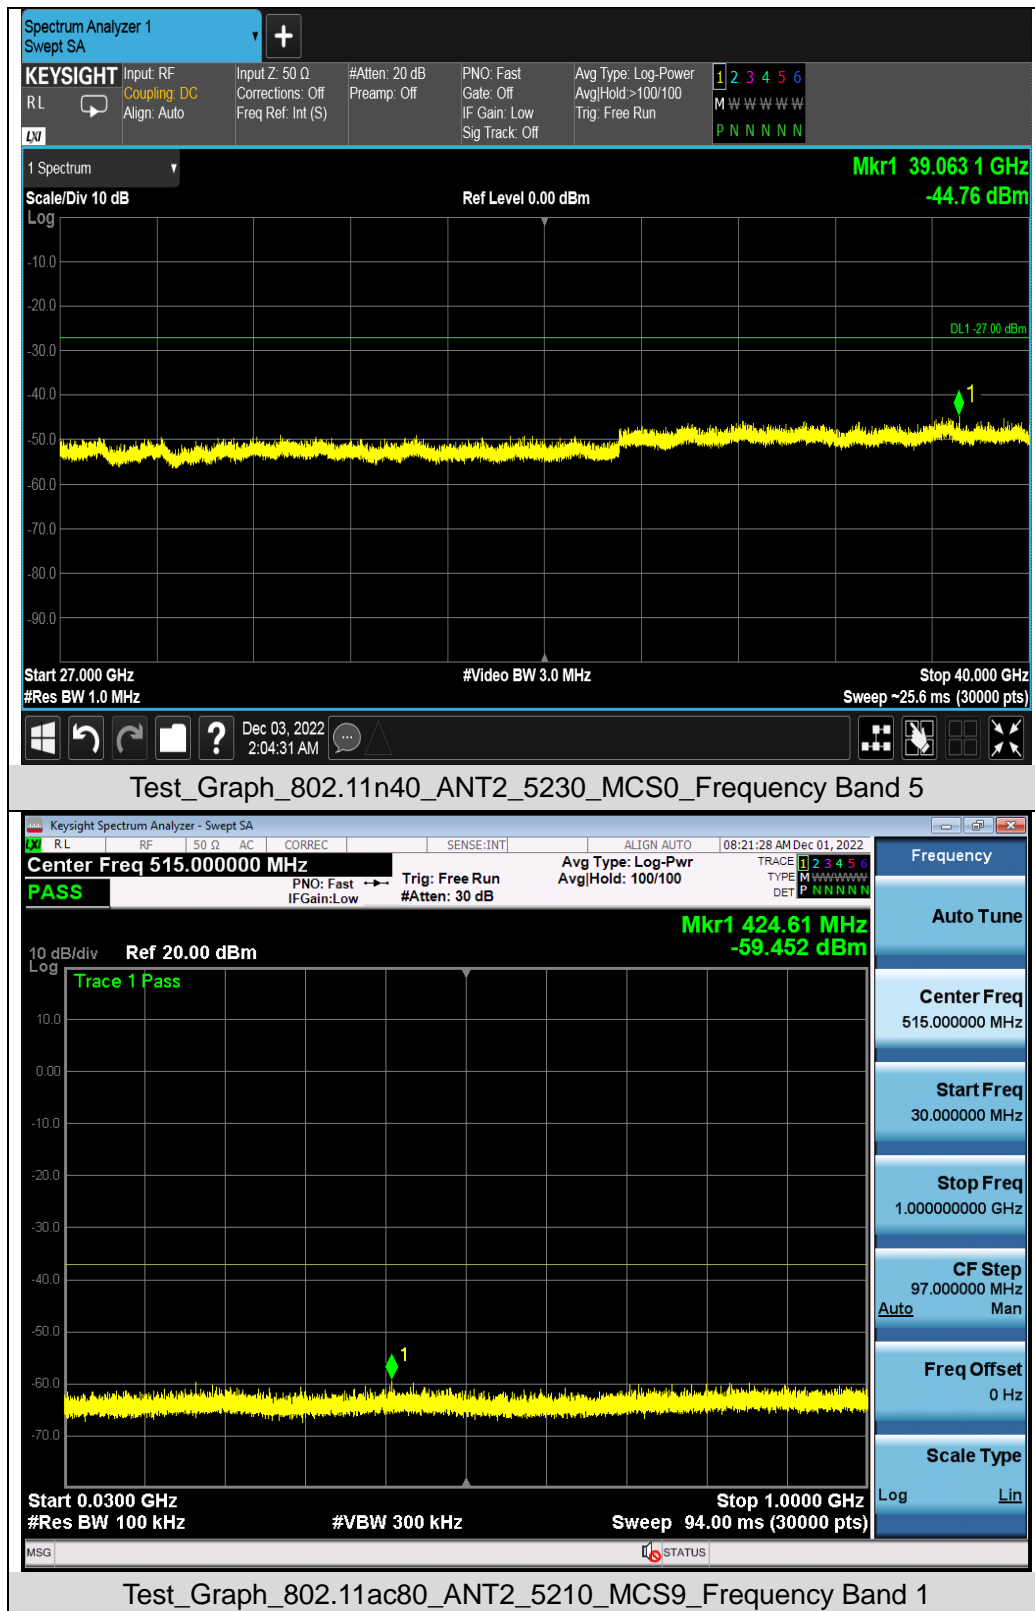 Spectrum Analyzer 1
Swept SA
KEYSIGHT
RL
LXI
Input: RF
Coupling: DC
Align: Auto
Input Z: 50 Ω
Corrections: Off
Freq Ref: Int (S)
#Atten: 20 dB
Preamp: Off
PNO: Fast
Gate: Off
IF Gain: Low
Sig Track: Off
Avg Type: Log-Power
Avg|Hold:>100/100
Trig: Free Run
1 2 3 4 5 6
M W W W W W
P N N N N N
1 Spectrum
Mkr1 39.063 1 GHz
-44.76 dBm
Scale/Div 10 dB
Ref Level 0.00 dBm
Log
-10.0
-20.0
DL1 -27.00 dBm
-30.0
-40.0
1
-50.0
-60.0
-70.0
-80.0
-90.0
Start 27.000 GHz
#Video BW 3.0 MHz
Stop 40.000 GHz
#Res BW 1.0 MHz
Sweep ~25.6 ms (30000 pts)
?
Dec 03, 2022
2:04:31 AM
Test_Graph_802.11n40_ANT2_5230_MCS0_Frequency Band 5
Keysight Spectrum Analyzer - Swept SA
LXI RL RF 50 Ω AC CORREC SENSE:INT ALIGN AUTO 08:21:28 AM Dec 01, 2022
Center Freq 515.000000 MHz
PASS
PNO: Fast
IFGain:Low
Trig: Free Run
#Atten: 30 dB
Avg Type: Log-Pwr
Avg|Hold: 100/100
TRACE 1 2 3 4 5 6
TYPE M W W W W W
DET P N N N N N
Mkr1 424.61 MHz
-59.452 dBm
10 dB/div Ref 20.00 dBm
Log
Trace 1 Pass
10.0
0.00
-10.0
-20.0
-30.0
-40.0
-50.0
1
-60.0
-70.0
Start 0.0300 GHz
Stop 1.0000 GHz
#Res BW 100 kHz
#VBW 300 kHz
Sweep 94.00 ms (30000 pts)
MSG
STATUS
Frequency
Auto Tune
Center Freq
515.000000 MHz
Start Freq
30.000000 MHz
Stop Freq
1.000000000 GHz
CF Step
97.000000 MHz
Auto Man
Freq Offset
0 Hz
Scale Type
Log Lin
Test_Graph_802.11ac80_ANT2_5210_MCS9_Frequency Band 1